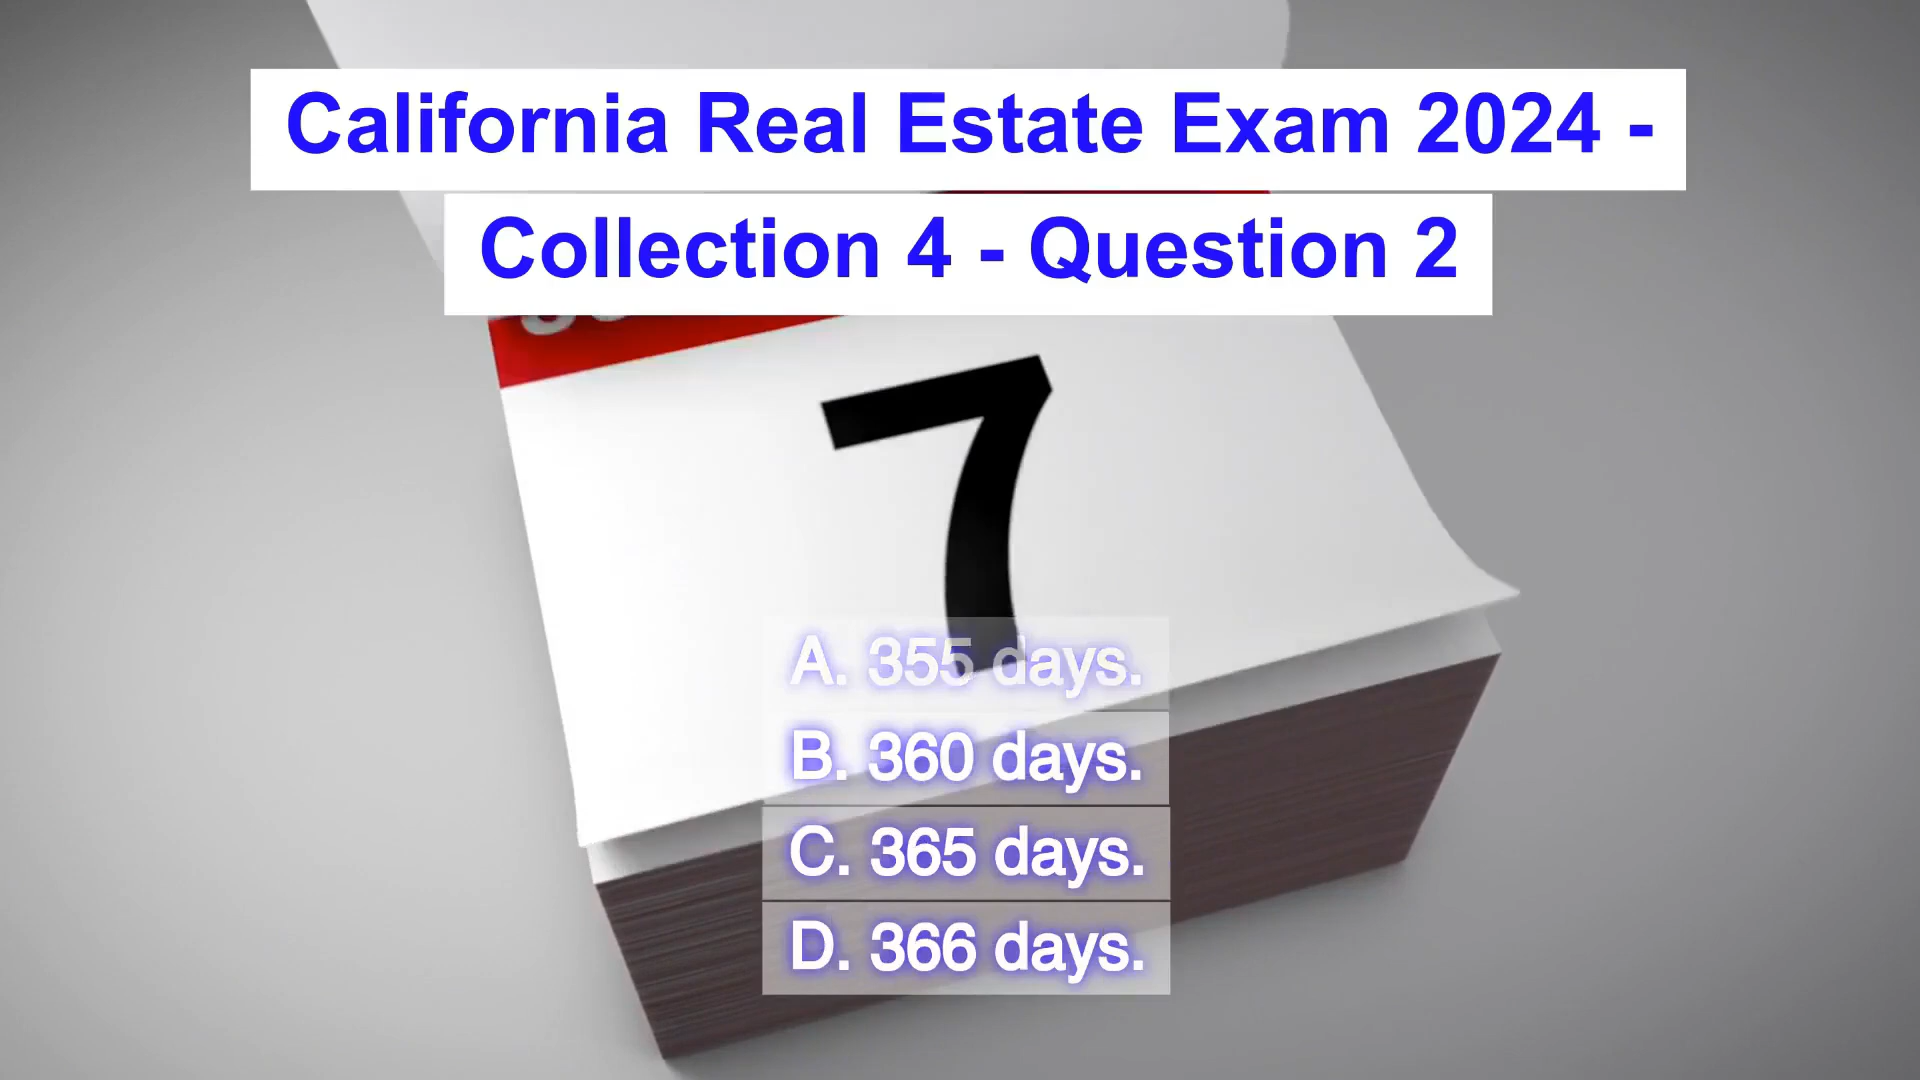 California Real Estate Exam 2024 -
Collection 4 - Question 2
7
A. 355 days.
B. 360 days.
C. 365 days.
D. 366 days.